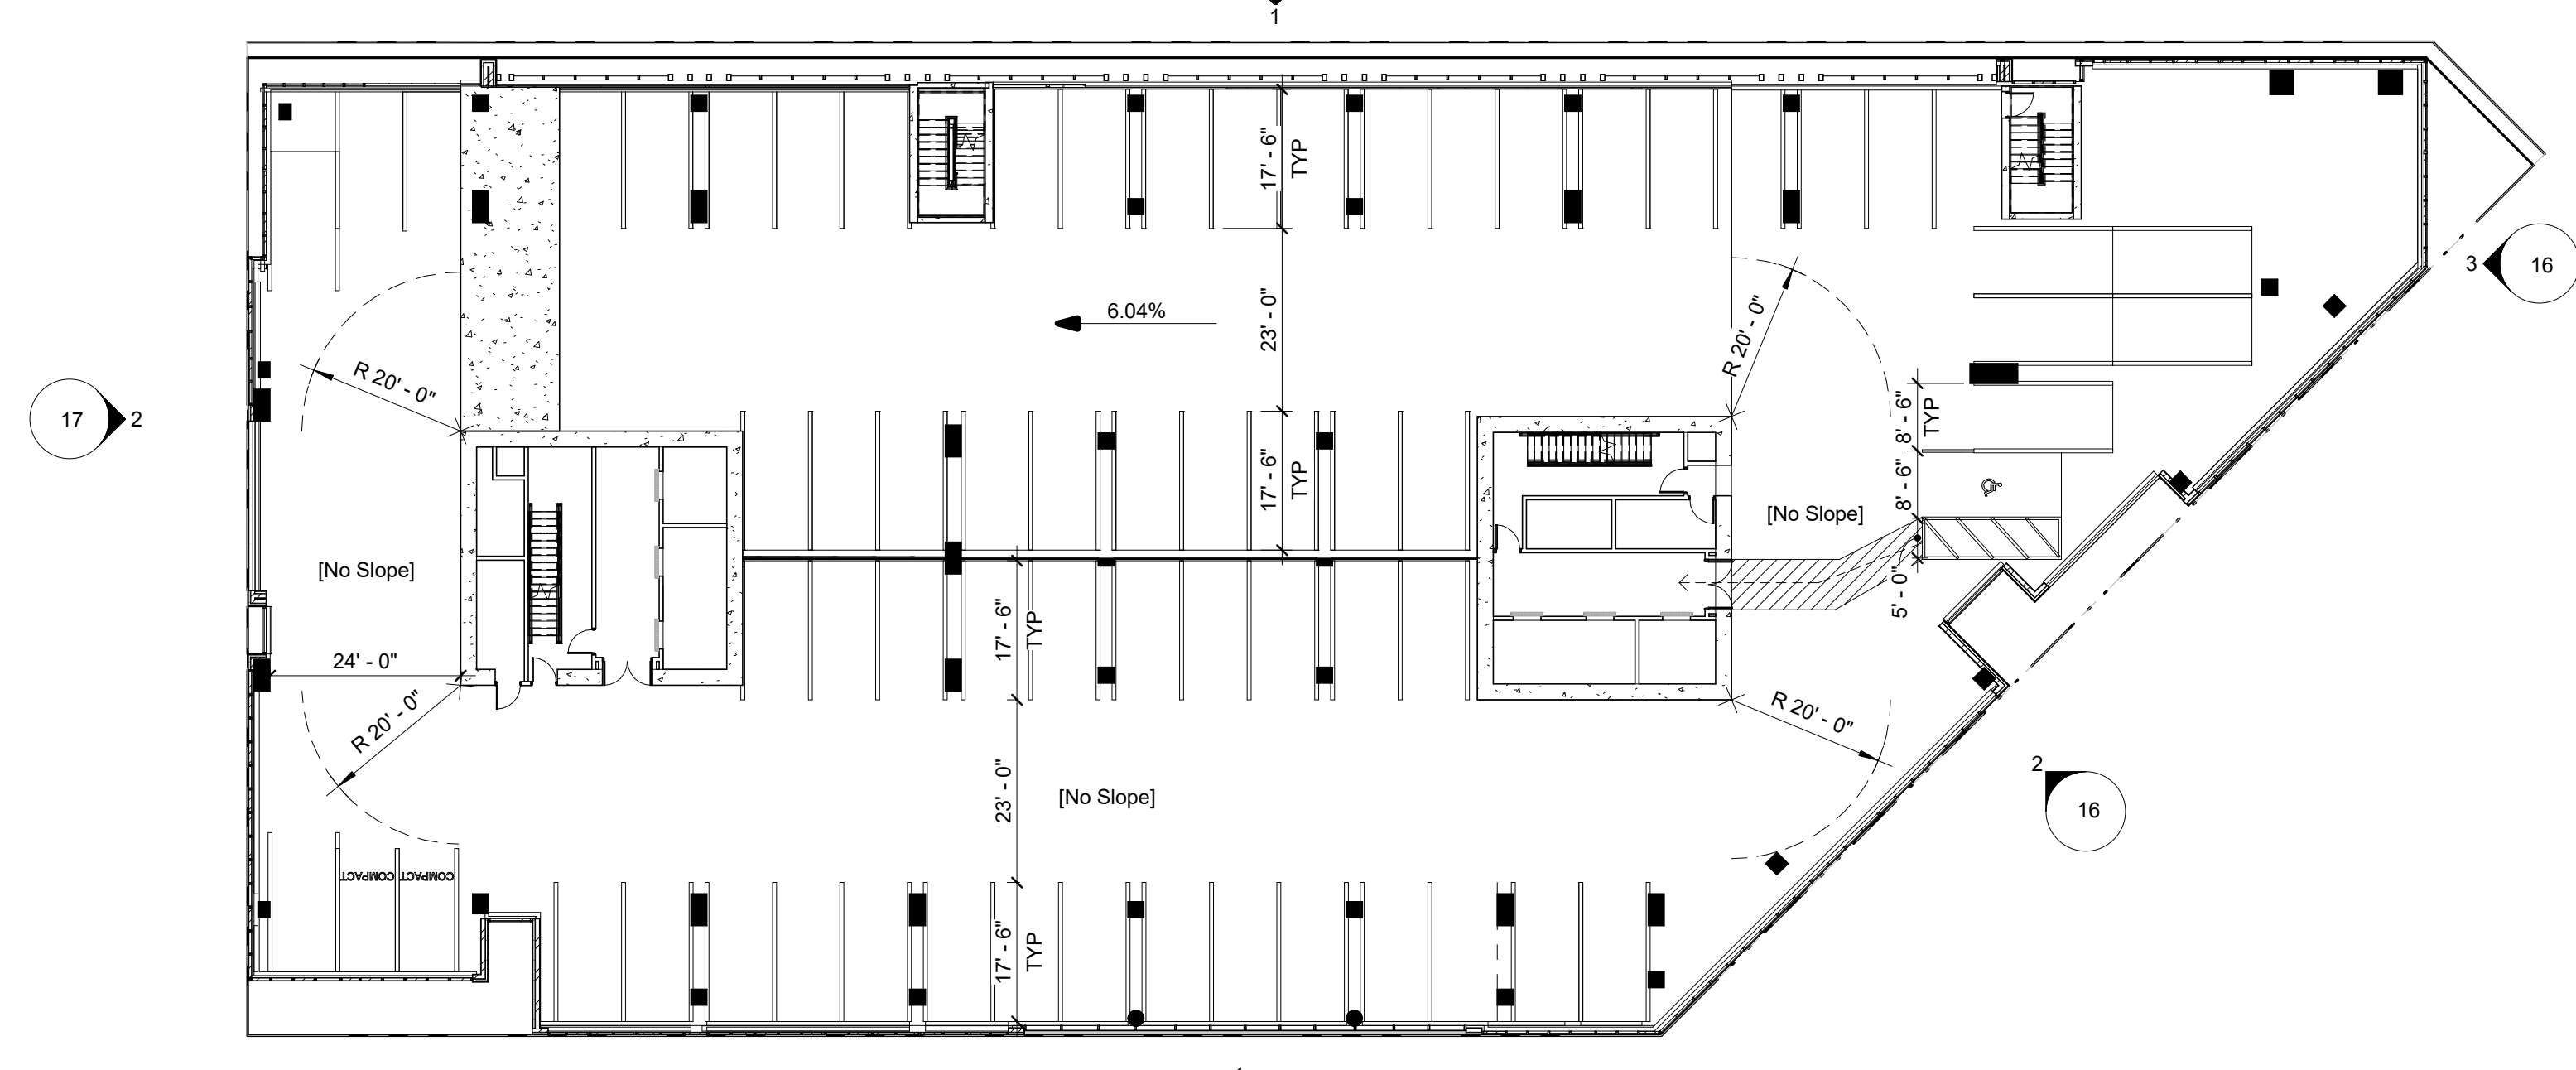 1
17' - 6"
TYP
3
16
6.04%
23' - 0"
R 20' - 0"
R 20' - 0"
8' - 6"
TYP
17
2
17' - 6"
TYP
8' - 6"
[No Slope]
[No Slope]
5' - 0"
17' - 6"
TYP
24' - 0"
R 20' - 0"
R 20' - 0"
2
16
23' - 0"
[No Slope]
COMPACT
COMPACT
17' - 6"
TYP